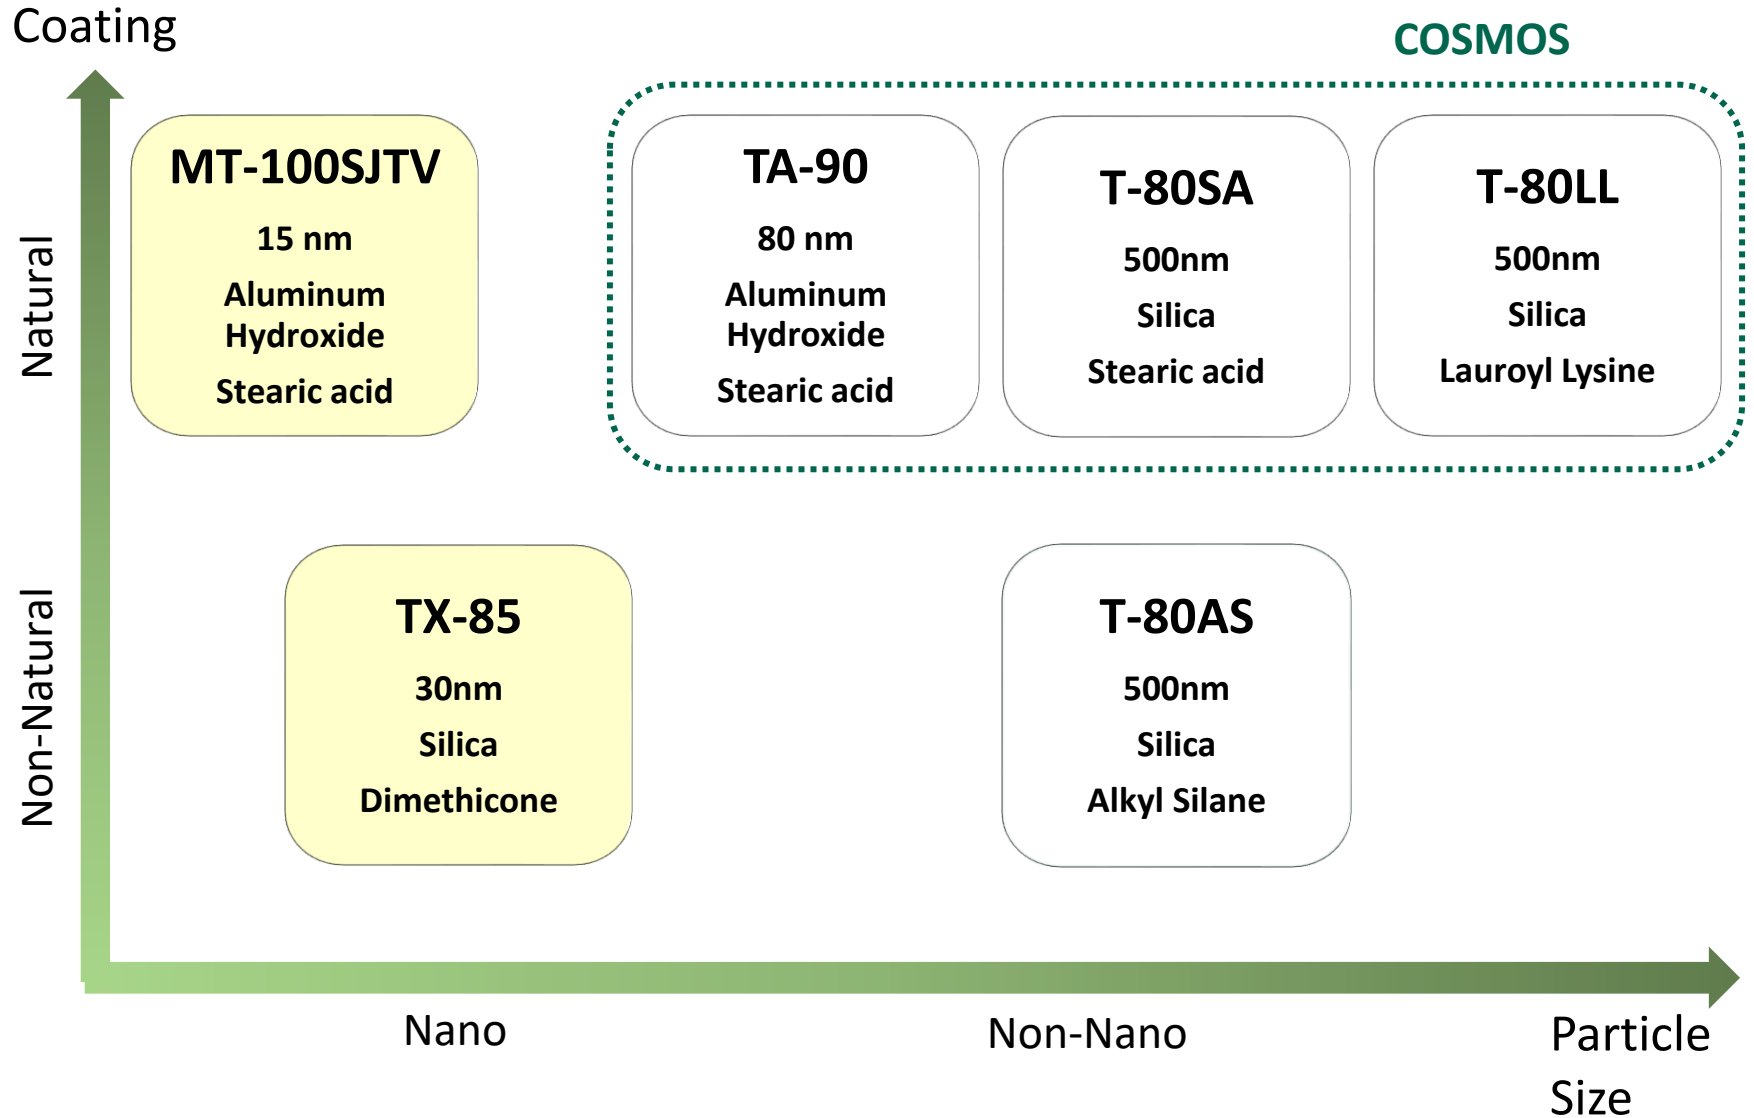 Coating
COSMOS
Natural
MT-100SJTV
15 nm
Aluminum
Hydroxide
Stearic acid
TA-90
80 nm
Aluminum
Hydroxide
Stearic acid
T-80SA
500nm
Silica
Stearic acid
T-80LL
500nm
Silica
Lauroyl Lysine
Non-Natural
TX-85
30nm
Silica
Dimethicone
T-80AS
500nm
Silica
Alkyl Silane
Nano
Non-Nano
Particle
Size